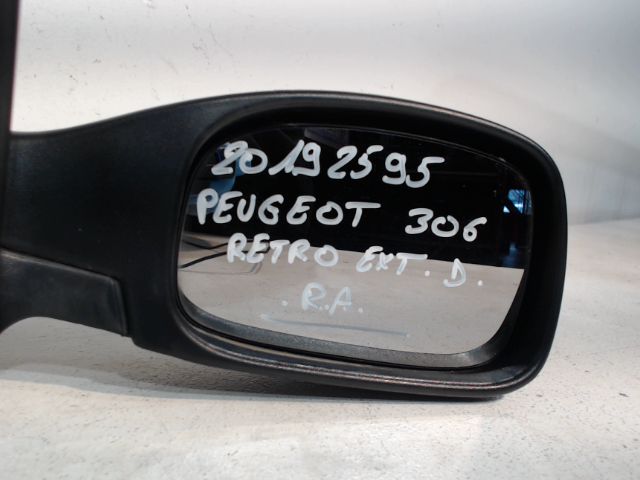 20192595
PEUGEOT 306
RETRO EXT. D.
. R.A.